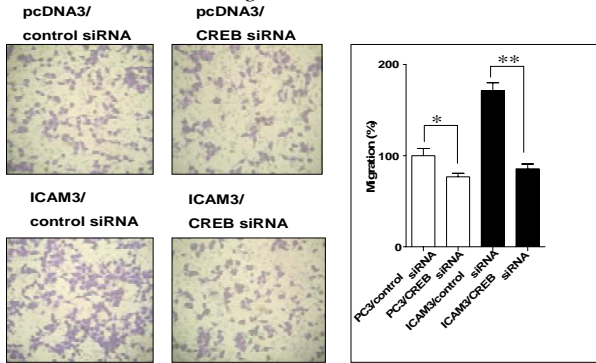 pcDNA3/
control siRNA
pcDNA3/
CREB siRNA
ICAM3/
control siRNA
ICAM3/
CREB siRNA
Migration (%)
200
100
0
*
**
PC3/control siRNA
PC3/CREB siRNA
ICAM3/control siRNA
ICAM3/CREB siRNA